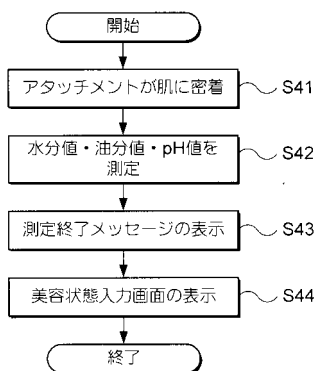 開始
アタッチメントが肌に密着
S41
水分値・油分値・pH値を
測定
S42
測定終了メッセージの表示
S43
美容状態入力画面の表示
S44
終了